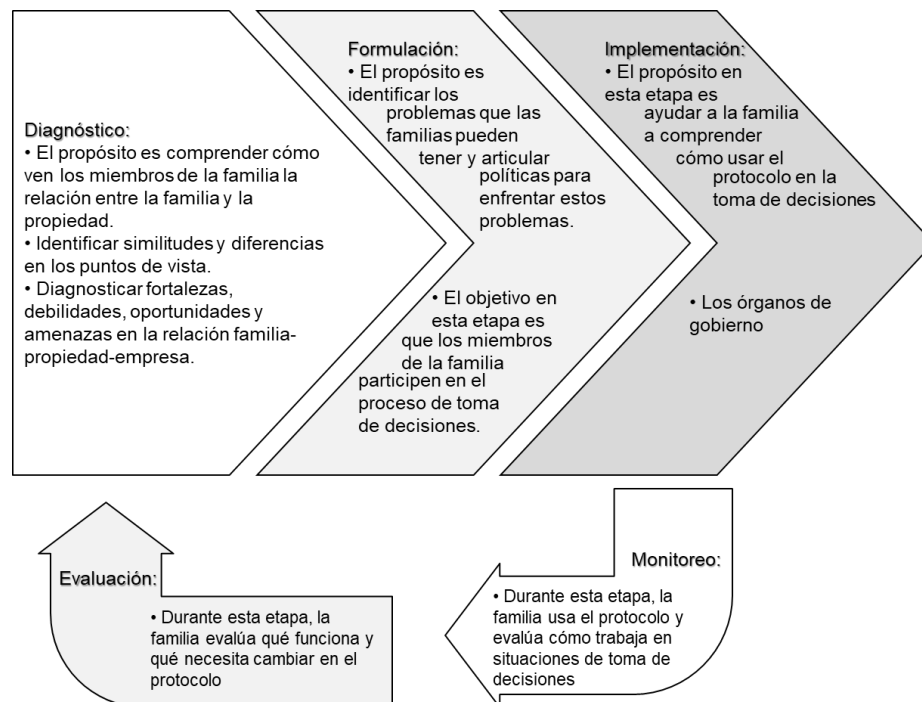 Diagnóstico:
• El propósito es comprender cómo
ven los miembros de la familia la
relación entre la familia y la
propiedad.
• Identificar similitudes y diferencias
en los puntos de vista.
• Diagnosticar fortalezas,
debilidades, oportunidades y
amenazas en la relación familia-
propiedad-empresa.
Formulación:
• El propósito es
identificar los
problemas que las
familias pueden
tener y articular
políticas para
enfrentar estos
problemas.
• El objetivo en
esta etapa es
que los miembros
de la familia
participen en el
proceso de toma
de decisiones.
Implementación:
• El propósito en
esta etapa es
ayudar a la familia
a comprender
cómo usar el
protocolo en la
toma de decisiones
• Los órganos de
gobierno
Monitoreo:
• Durante esta etapa, la
familia usa el protocolo y
evalúa cómo trabaja en
situaciones de toma de
decisiones
Evaluación:
• Durante esta etapa, la
familia evalúa qué funciona y
qué necesita cambiar en el
protocolo